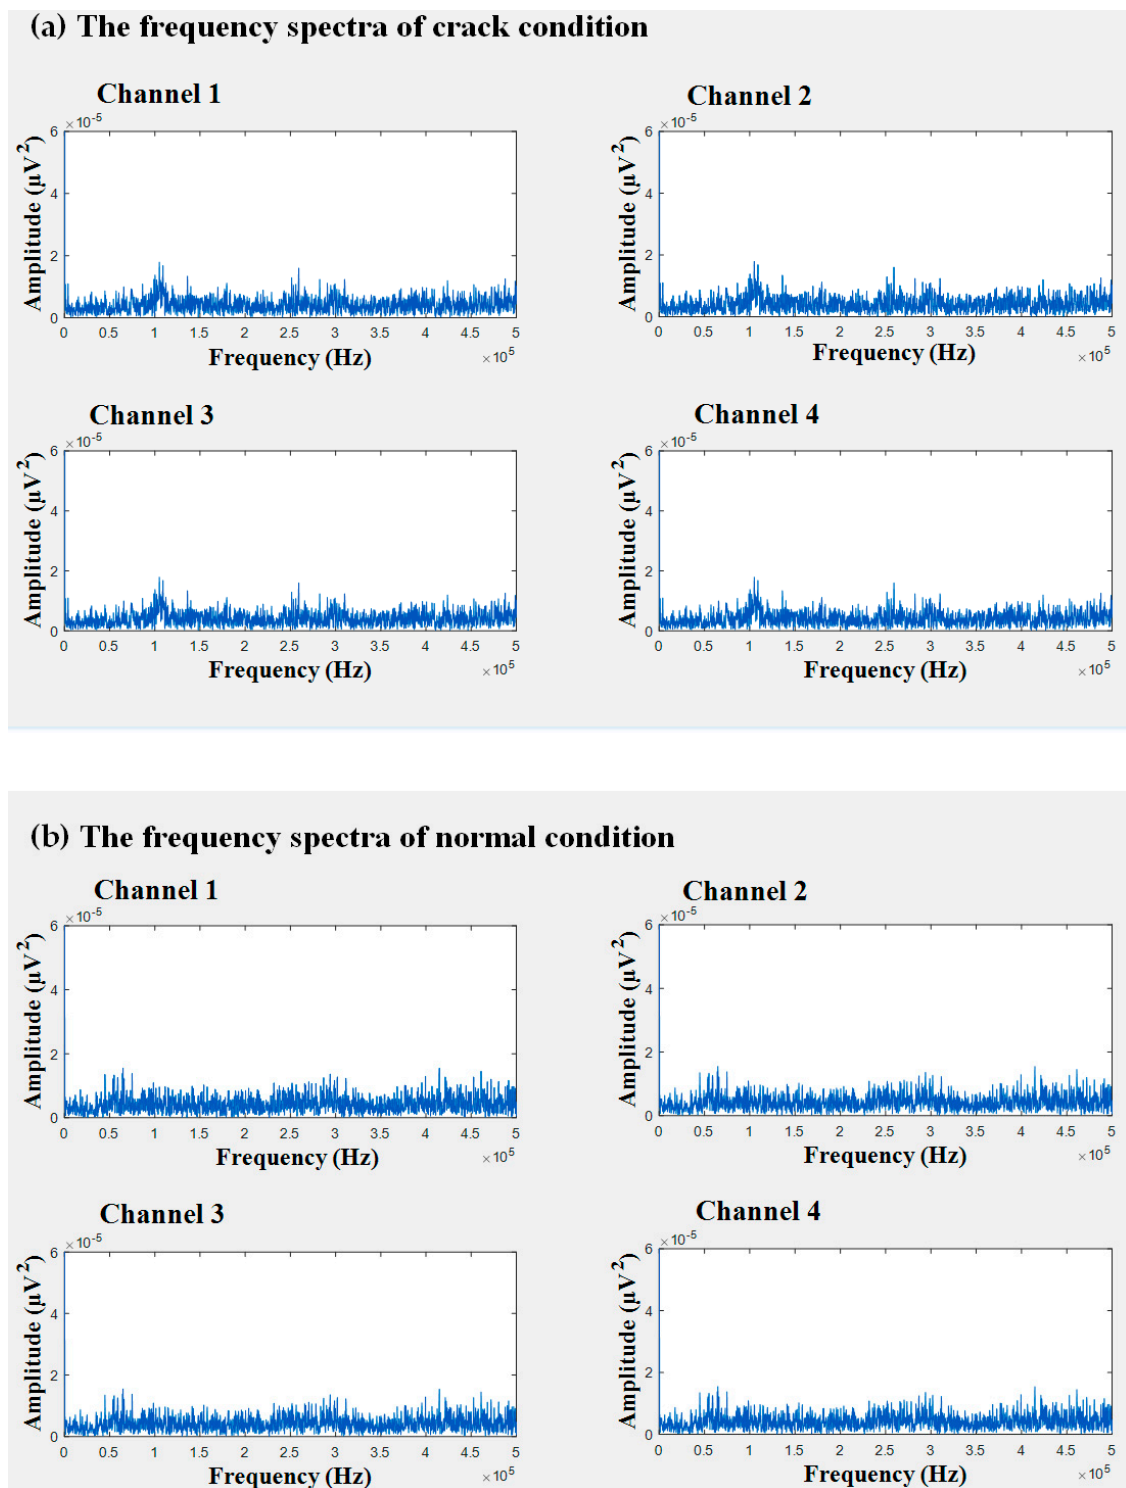 (a) The frequency spectra of crack condition
Channel 1
×10⁻⁵
Amplitude (µV²)
6
4
2
0
0 0.5 1 1.5 2 2.5 3 3.5 4 4.5 5
Frequency (Hz)
×10⁵
Channel 2
×10⁻⁵
Amplitude (µV²)
6
4
2
0
0 0.5 1 1.5 2 2.5 3 3.5 4 4.5 5
Frequency (Hz)
×10⁵
Channel 3
×10⁻⁵
Amplitude (µV²)
6
4
2
0
0 0.5 1 1.5 2 2.5 3 3.5 4 4.5 5
Frequency (Hz)
×10⁵
Channel 4
×10⁻⁵
Amplitude (µV²)
6
4
2
0
0 0.5 1 1.5 2 2.5 3 3.5 4 4.5 5
Frequency (Hz)
×10⁵
(b) The frequency spectra of normal condition
Channel 1
×10⁻⁵
Amplitude (µV²)
6
4
2
0
0 0.5 1 1.5 2 2.5 3 3.5 4 4.5 5
Frequency (Hz)
×10⁵
Channel 2
×10⁻⁵
Amplitude (µV²)
6
4
2
0
0 0.5 1 1.5 2 2.5 3 3.5 4 4.5 5
Frequency (Hz)
×10⁵
Channel 3
×10⁻⁵
Amplitude (µV²)
6
4
2
0
0 0.5 1 1.5 2 2.5 3 3.5 4 4.5 5
Frequency (Hz)
×10⁵
Channel 4
×10⁻⁵
Amplitude (µV²)
6
4
2
0
0 0.5 1 1.5 2 2.5 3 3.5 4 4.5 5
Frequency (Hz)
×10⁵